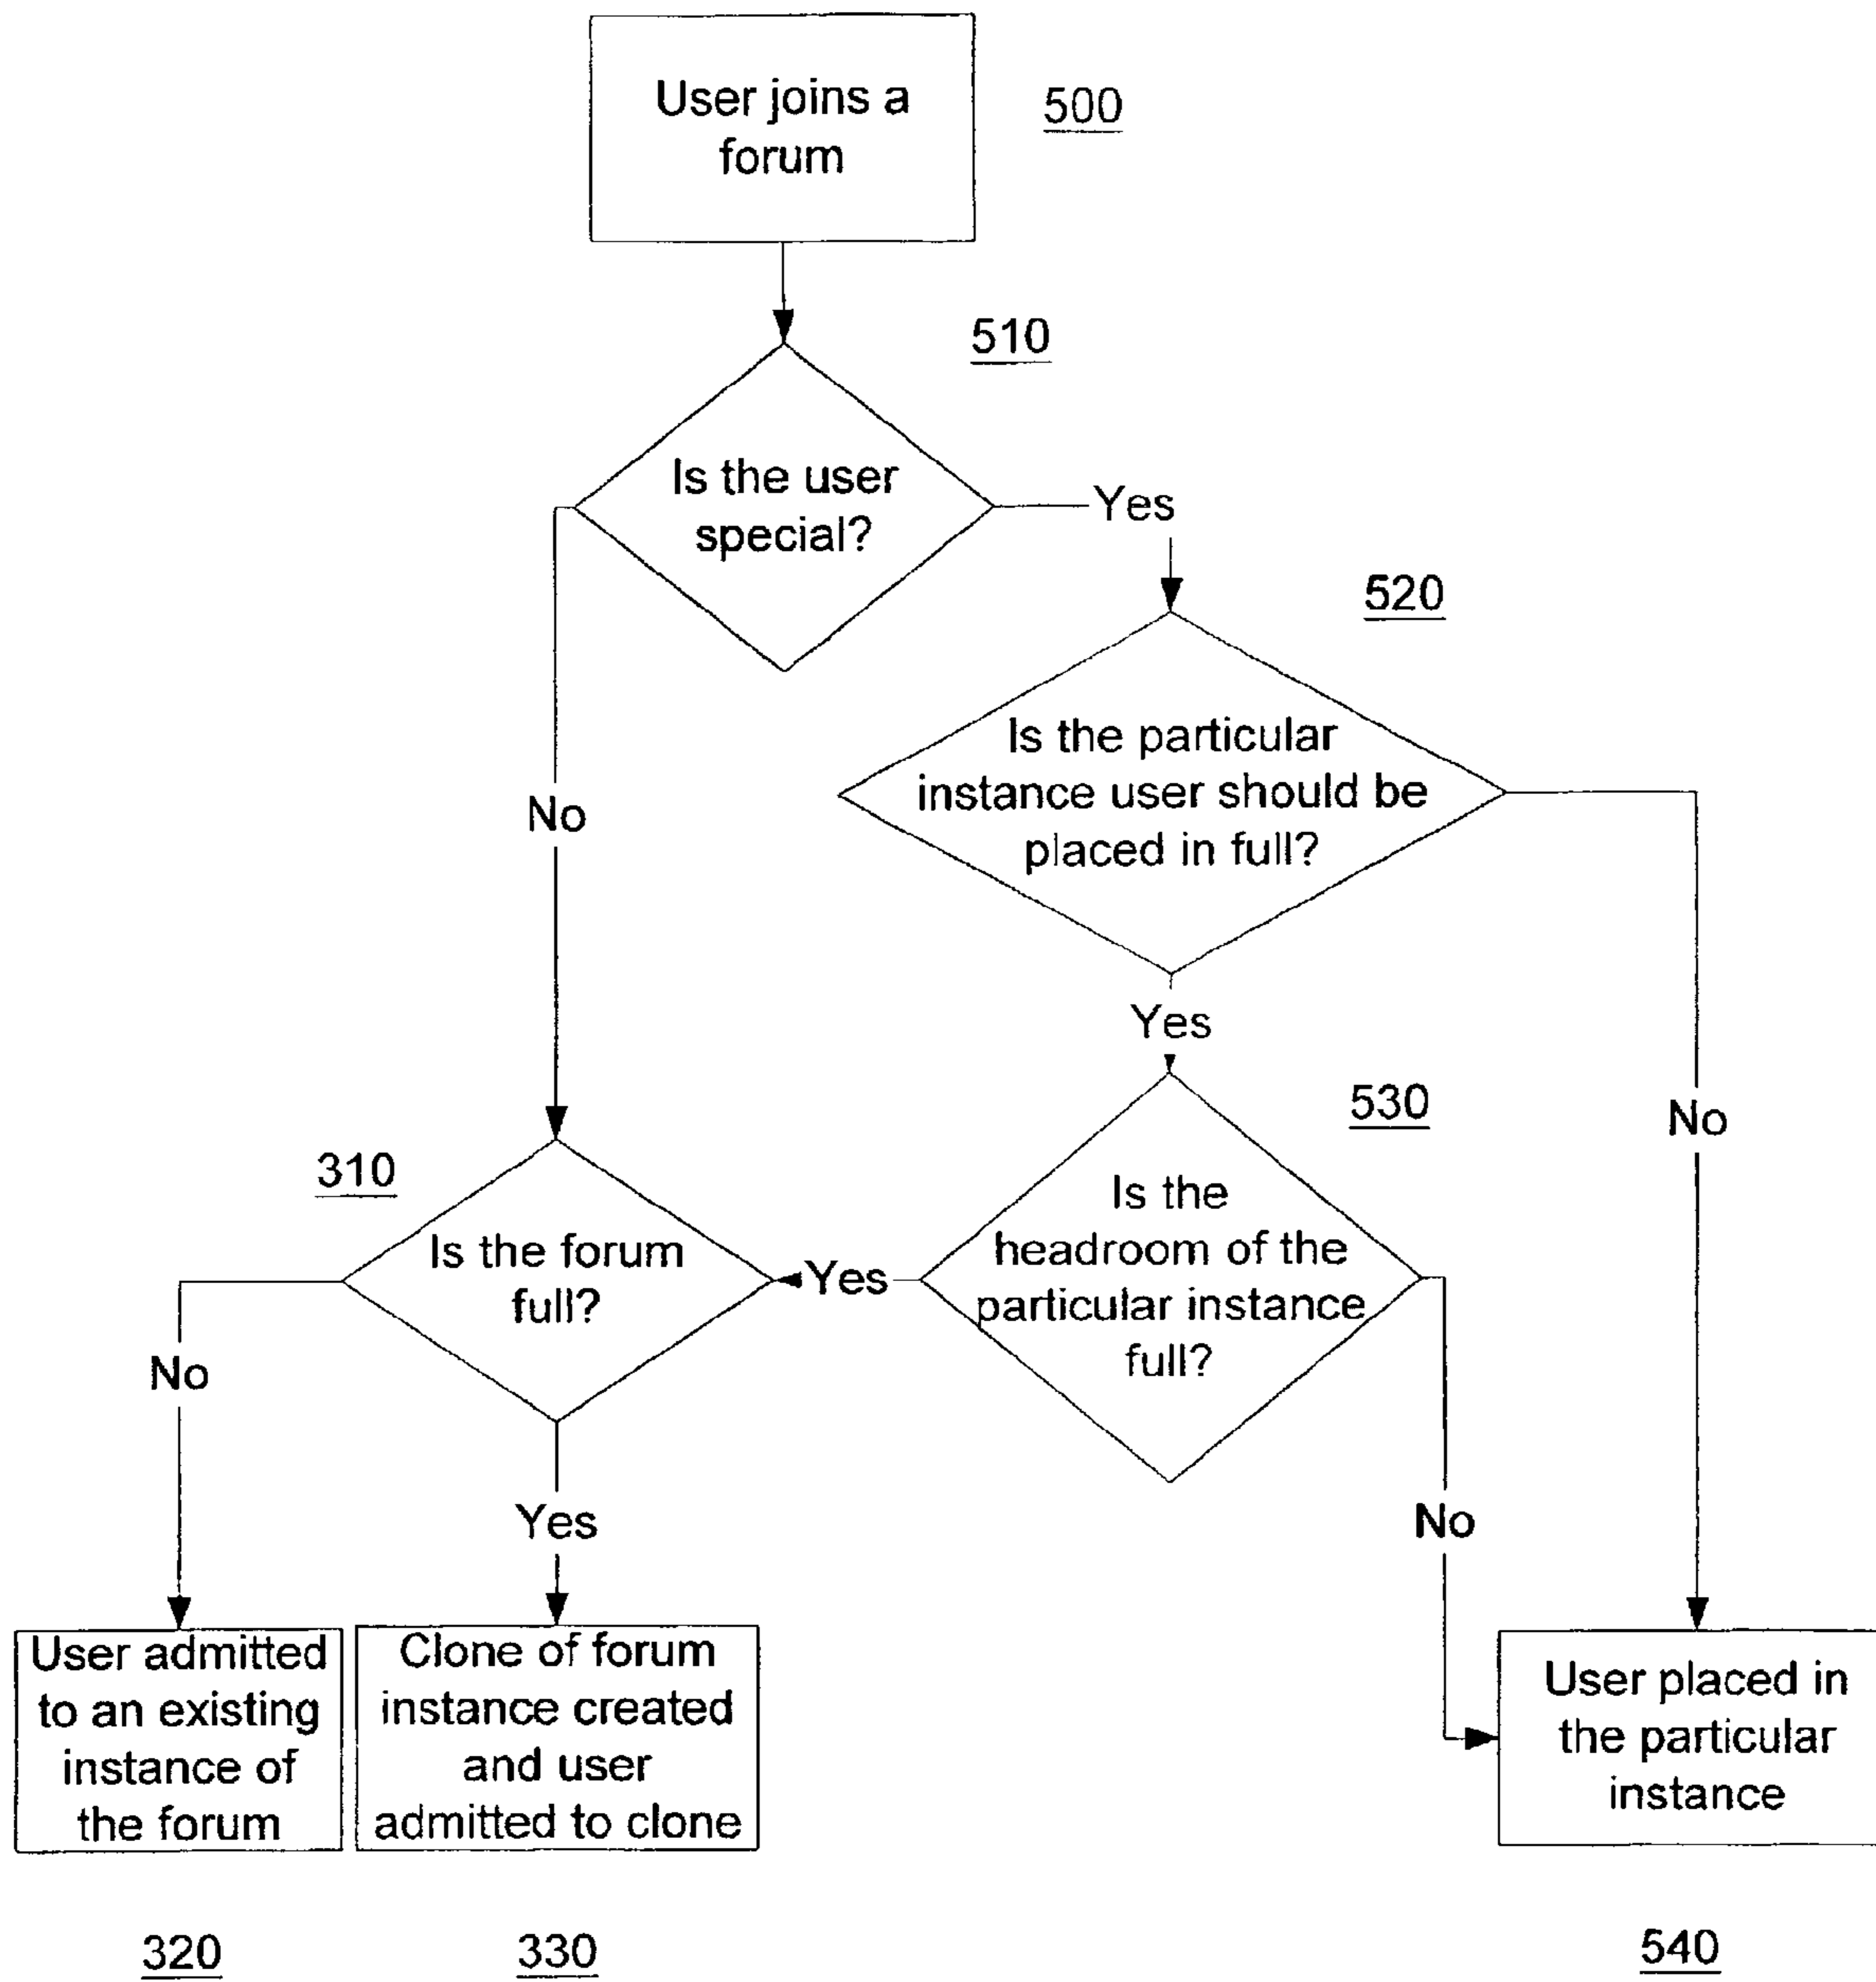 User joins a
forum
500
510
Is the user
special?
Yes
520
Is the particular
instance user should be
placed in full?
No
Yes
No
530
310
Is the
headroom of the
particular instance
full?
Is the forum
full?
Yes
No
Yes
No
User admitted
to an existing
instance of
the forum
Clone of forum
instance created
and user
admitted to clone
User placed in
the particular
instance
320
330
540